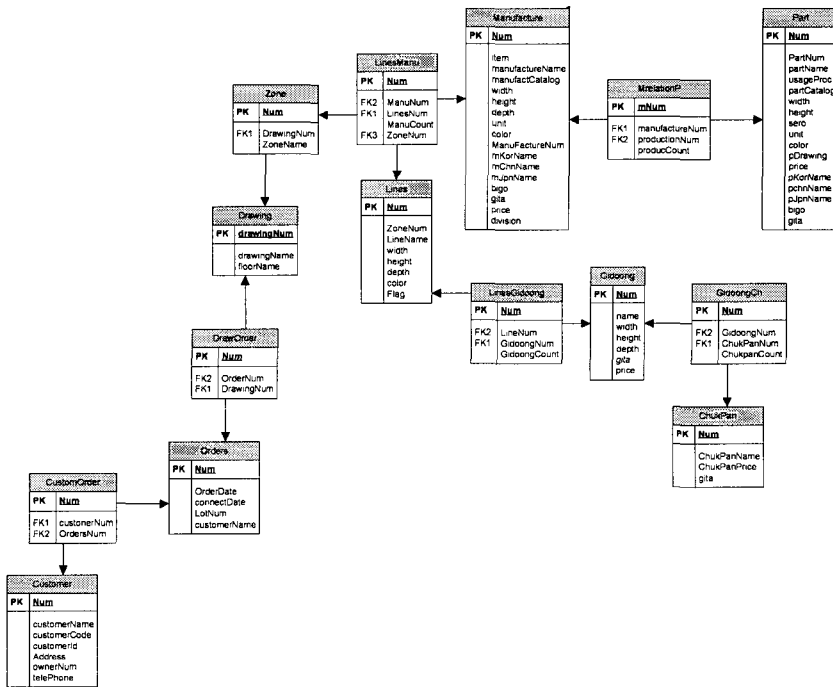 Manufacture
PK Num
item
manufactureName
manufactCatalog
width
height
depth
unit
color
ManuFactureNum
mKorName
mChnName
mJpnName
bigo
gita
price
division
Part
PK Num
PartNum
partName
usageProc
partCatalog
width
height
sero
unit
color
pDrawing
price
pKorName
pchnName
pJpnName
bigo
gita
LinesManu
PK Num
FK2 ManuNum
FK1 LinesNum
ManuCount
FK3 ZoneNum
Zone
PK Num
FK1 DrawingNum
ZoneName
MrelationP
PK mNum
FK1 manufactureNum
FK2 productionNum
producCount
Lines
PK Num
ZoneNum
LineName
width
height
depth
color
Flag
Drawing
PK drawingNum
drawingName
floorName
LinesGidoong
PK Num
FK2 LineNum
FK1 GidoongNum
GidoongCount
Gidoong
PK Num
name
width
height
depth
gita
price
GidoongCh
PK Num
FK2 GidoongNum
FK1 ChukPanNum
ChukpanCount
DrawOrder
PK Num
FK2 OrderNum
FK1 DrawingNum
ChukPan
PK Num
ChukPanName
ChukPanPrice
gita
Orders
PK Num
OrderDate
connectDate
LotNum
customerName
CustomOrder
PK Num
FK1 custonerNum
FK2 OrdersNum
Customer
PK Num
customerName
customerCode
customerId
Address
ownerNum
telePhone